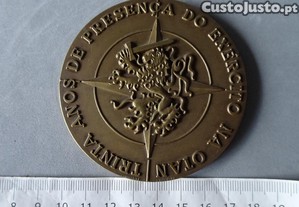 CustoJusto.pt
TRINTA ANOS DE PRESENÇA DO EXÉRCITO NA OTAN
8 9 10 11 12 13 14 15 16 17 18 19